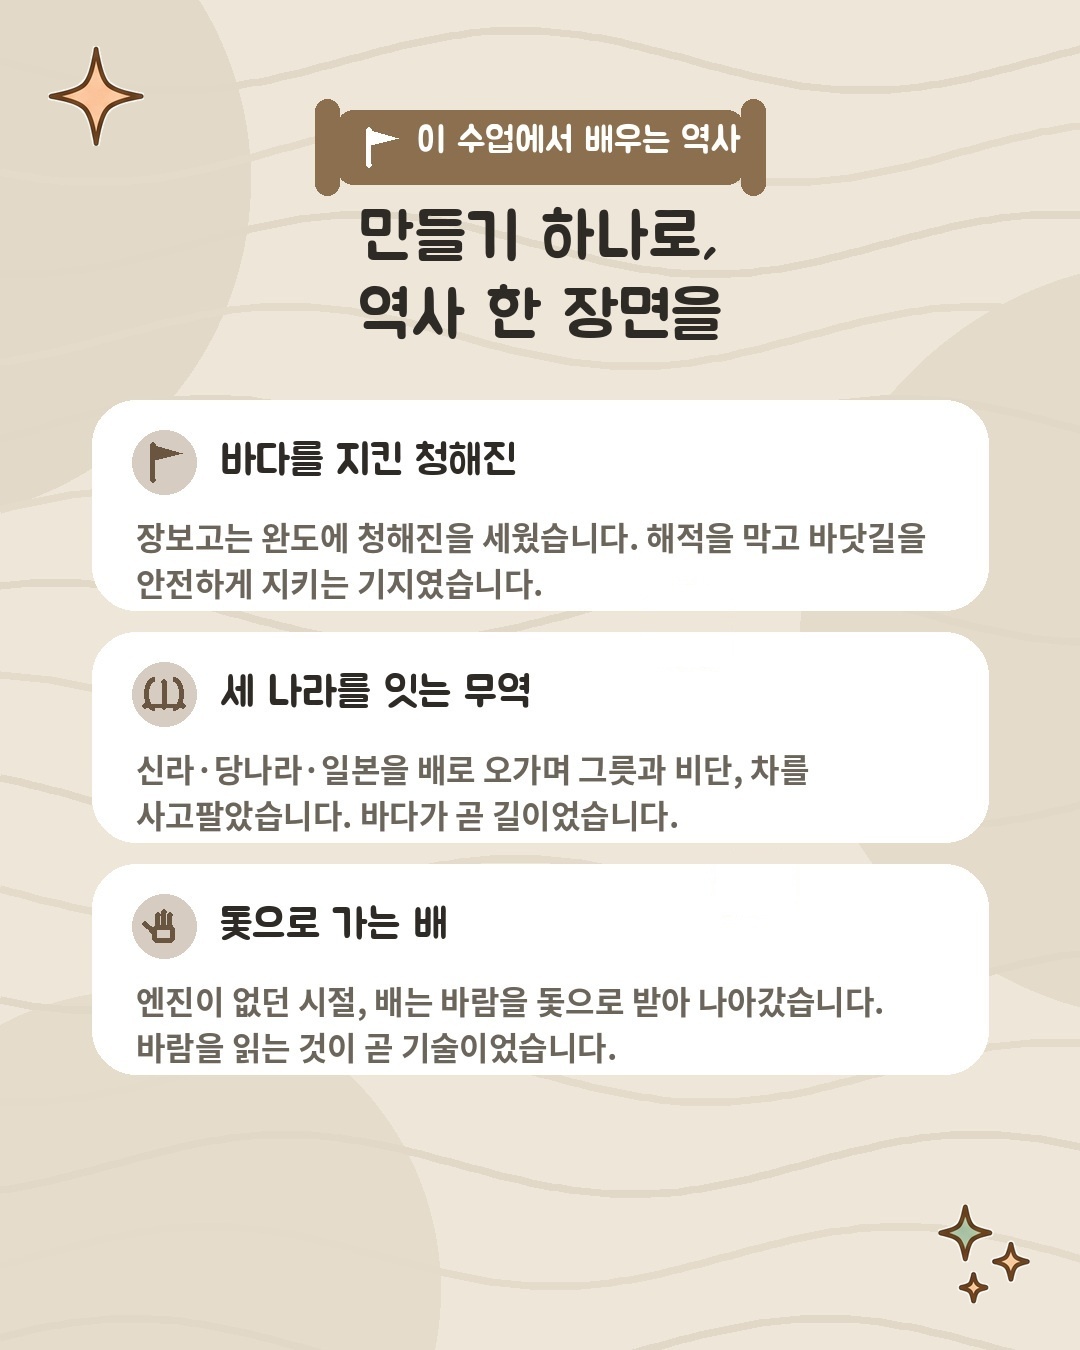 이 수업에서 배우는 역사
만들기 하나로,
역사 한 장면을
바다를 지킨 청해진
장보고는 완도에 청해진을 세웠습니다. 해적을 막고 바닷길을
안전하게 지키는 기지였습니다.
세 나라를 잇는 무역
신라·당나라·일본을 배로 오가며 그릇과 비단, 차를
사고팔았습니다. 바다가 곧 길이었습니다.
돛으로 가는 배
엔진이 없던 시절, 배는 바람을 돛으로 받아 나아갔습니다.
바람을 읽는 것이 곧 기술이었습니다.